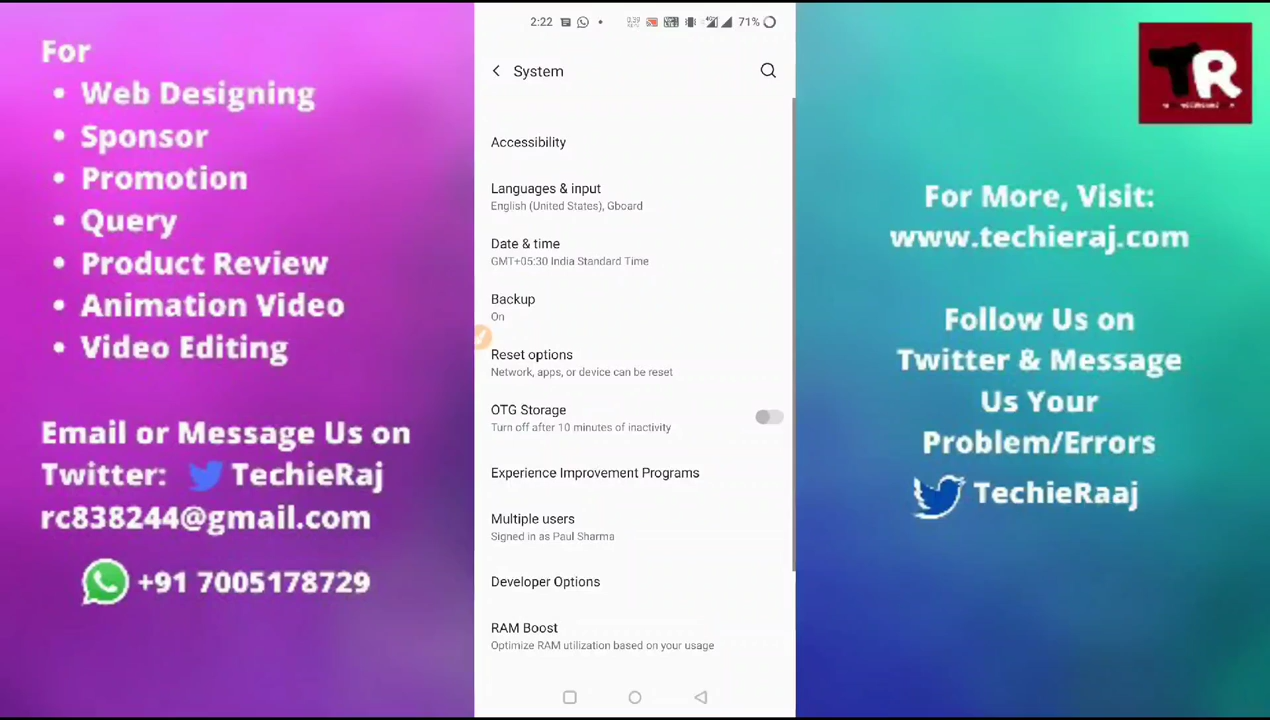 For
• Web Designing
• Sponsor
• Promotion
• Query
• Product Review
• Animation Video
• Video Editing
Email or Message Us on
Twitter: TechieRaj
rc838244@gmail.com
+91 7005178729
2:22 71%
System
Accessibility
Languages & input
English (United States), Gboard
Date & time
GMT+05:30 India Standard Time
Backup
On
Reset options
Network, apps, or device can be reset
OTG Storage
Turn off after 10 minutes of inactivity
Experience Improvement Programs
Multiple users
Signed in as Paul Sharma
Developer Options
RAM Boost
Optimize RAM utilization based on your usage
TR
For More, Visit:
www.techieraj.com
Follow Us on
Twitter & Message
Us Your
Problem/Errors
TechieRaaj